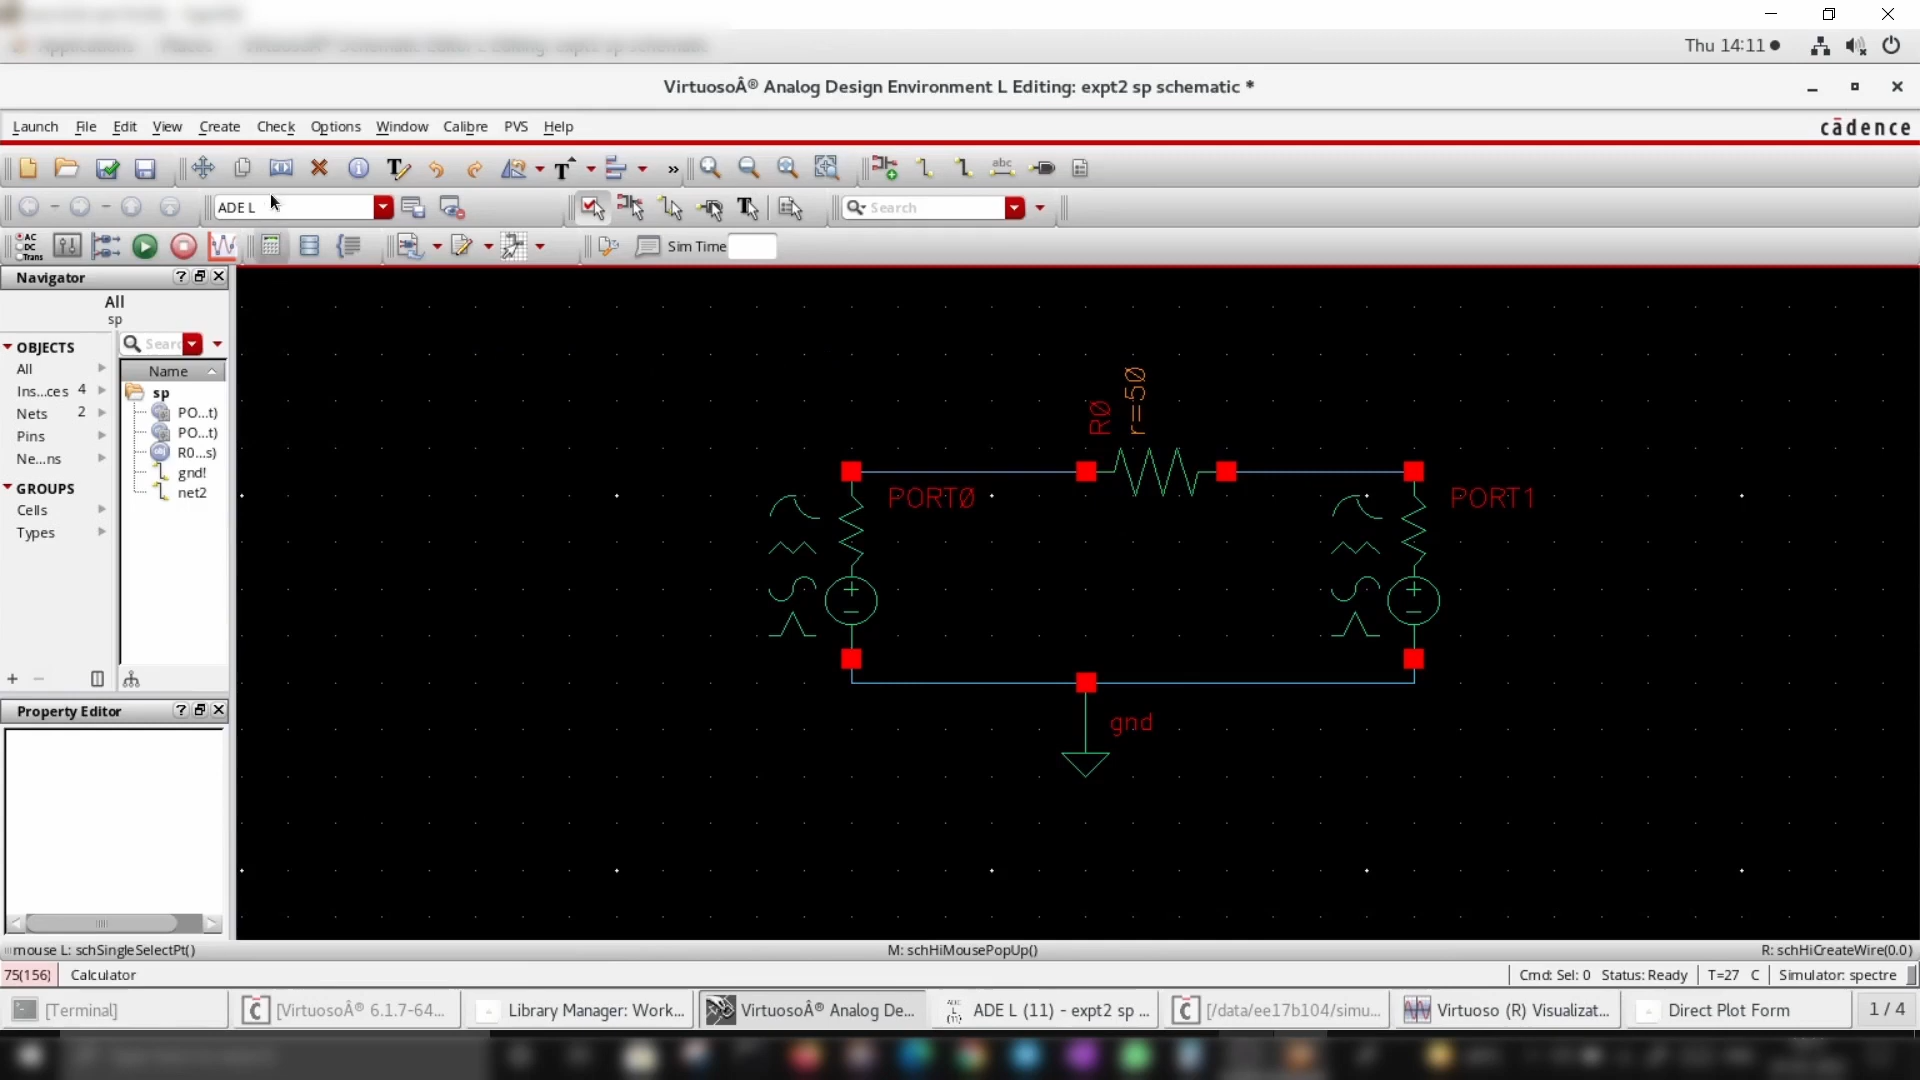 Thu 14:11
VirtuosoÂ® Analog Design Environment L Editing: expt2 sp schematic *
Launch File Edit View Create Check Options Window Calibre PVS Help
cādence
abc
ADE L
Search
AC
DC
Trans
Sim Time
Navigator
All
sp
Searc
OBJECTS
All
Ins...ces 4
Nets 2
Pins
Ne...ns
GROUPS
Cells
Types
Name
sp
PO...t)
PO...t)
R0...s)
gnd!
net2
Property Editor
R0
r=50
PORT0
PORT1
gnd
mouse L: schSingleSelectPt()
M: schHiMousePopUp()
R: schHiCreateWire(0.0)
75(156)
Calculator
Cmd: Sel: 0
Status: Ready
T=27 C
Simulator: spectre
[Terminal]
[VirtuosoÂ® 6.1.7-64...
Library Manager: Work...
VirtuosoÂ® Analog De...
ADE L (11) - expt2 sp ...
[/data/ee17b104/simu...
Virtuoso (R) Visualizat...
Direct Plot Form
1 / 4